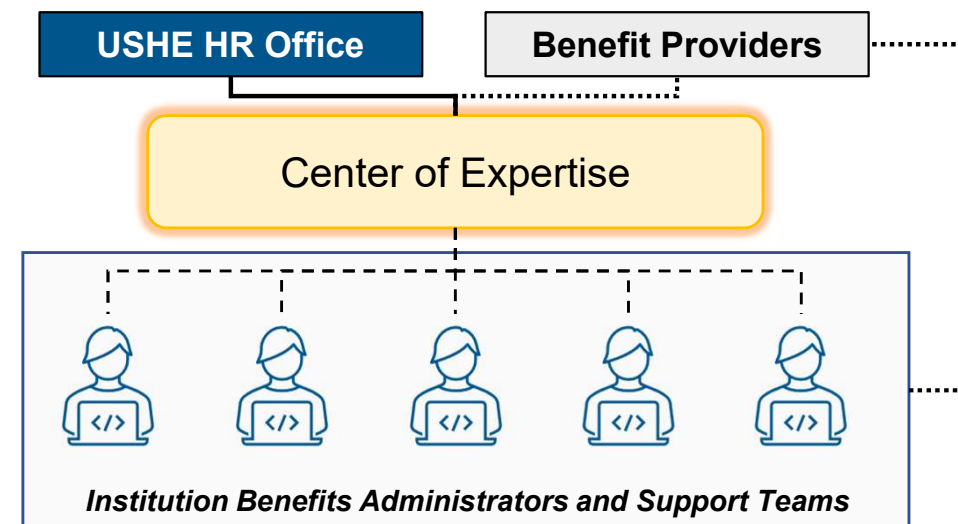 USHE HR Office
Benefit Providers
Center of Expertise
</>
</>
</>
</>
</>
Institution Benefits Administrators and Support Teams